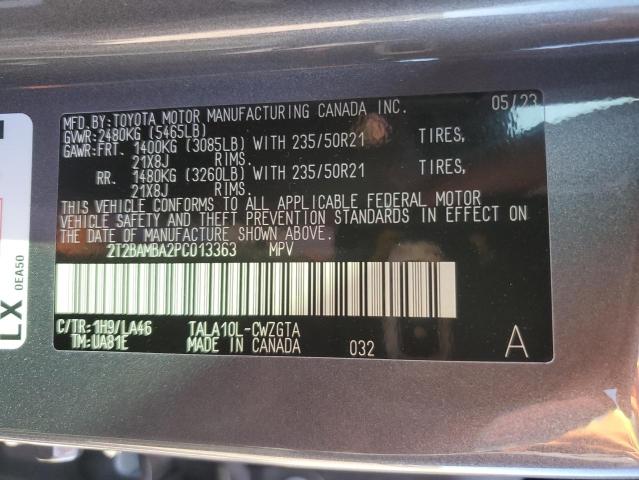 MFD.BY:TOYOTA MOTOR MANUFACTURING CANADA INC. 05/23
GVWR:2480KG (5465LB)
GAWR:FRT. 1400KG (3085LB) WITH 235/50R21 TIRES,
21X8J RIMS.
RR. 1480KG (3260LB) WITH 235/50R21 TIRES,
21X8J RIMS.
THIS VEHICLE CONFORMS TO ALL APPLICABLE FEDERAL MOTOR
VEHICLE SAFETY AND THEFT PREVENTION STANDARDS IN EFFECT
ON THE DATE OF MANUFACTURE SHOWN ABOVE.
2T2BAMBA2PC013363 MPV
C/TR:1H9/LA46 TALA10L-CWZGTA
TM:UA81E MADE IN CANADA 032 A
LX
0EA50